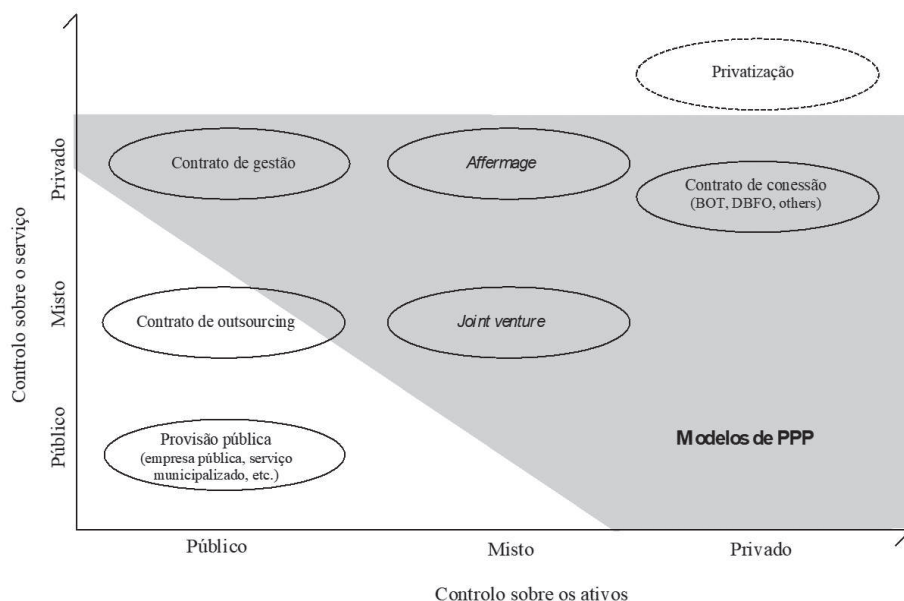 Privatização
Contrato de gestão
Affermage
Contrato de conessão
(BOT, DBFO, others)
Contrato de outsourcing
Joint venture
Provisão pública
(empresa pública, serviço
municipalizado, etc.)
Modelos de PPP
Controlo sobre o serviço
Privado
Misto
Público
Público
Misto
Privado
Controlo sobre os ativos